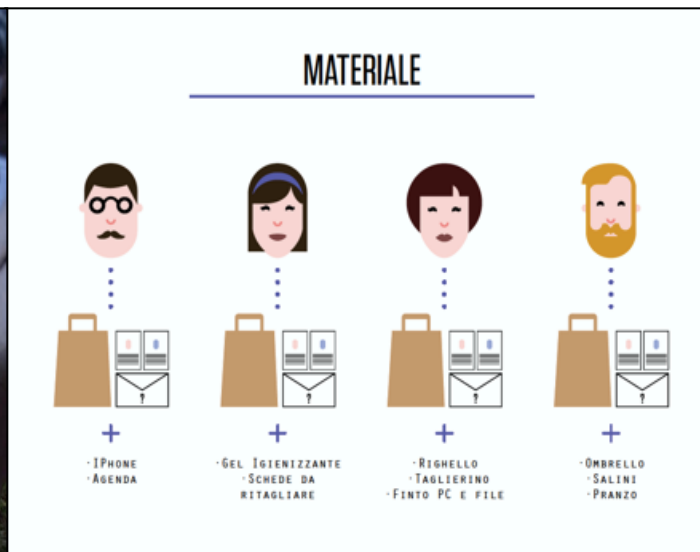 MATERIALE
?
?
?
?
+
+
+
+
·IPhone
·Agenda
·Gel Igienizzante
·Schede da
ritagliare
·Righello
·Taglierino
·Finto PC e file
·Ombrello
·Salini
·Pranzo